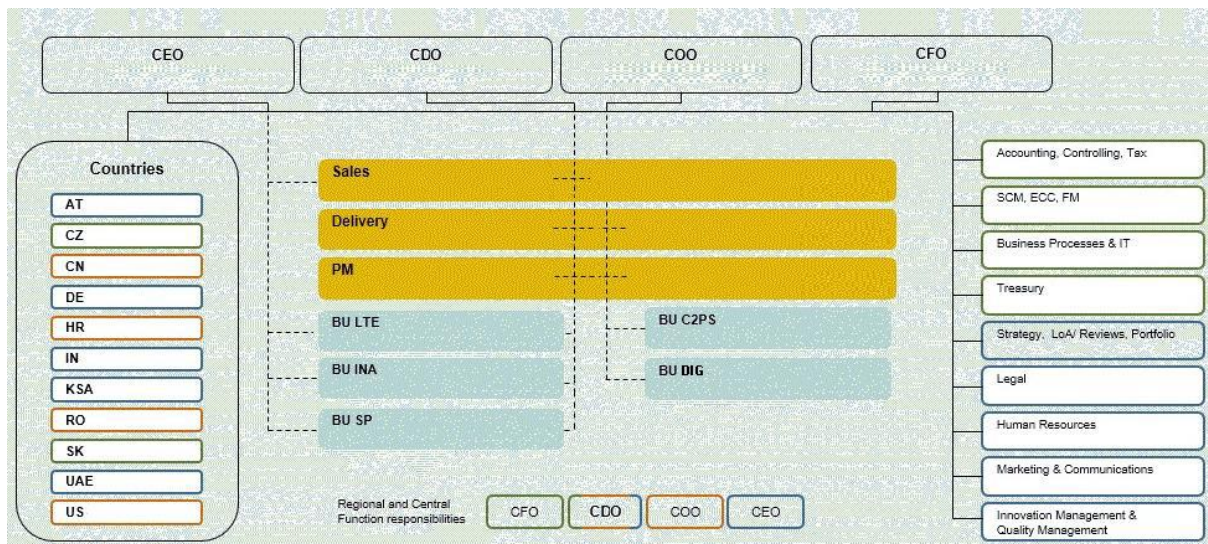 CEO
CDO
COO
CFO
Countries
AT
CZ
CN
DE
HR
IN
KSA
RO
SK
UAE
US
Sales
Delivery
PM
BU LTE
BU INA
BU SP
BU C2PS
BU DIG
Accounting, Controlling, Tax
SCM, ECC, FM
Business Processes & IT
Treasury
Strategy, LoA/ Reviews, Portfolio
Legal
Human Resources
Marketing & Communications
Innovation Management &
Quality Management
Regional and Central
Function responsibilities
CFO
CDO
COO
CEO